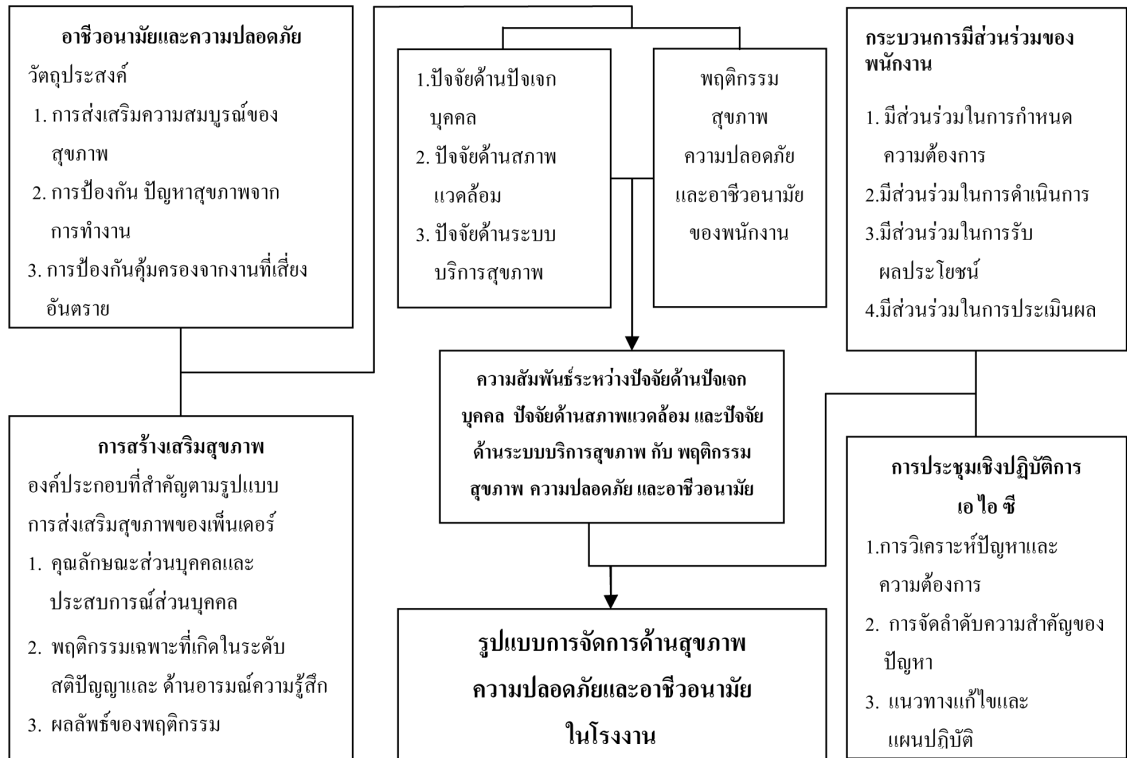 อาชีวอนามัยและความปลอดภัย
วัตถุประสงค์
1. การส่งเสริมความสมบูรณ์ของ
สุขภาพ
2. การป้องกัน ปัญหาสุขภาพจาก
การทำงาน
3. การป้องกันคุ้มครองจากงานที่เสี่ยง
อันตราย
การสร้างเสริมสุขภาพ
องค์ประกอบที่สำคัญตามรูปแบบ
การส่งเสริมสุขภาพของเพ็นเดอร์
1. คุณลักษณะส่วนบุคคลและ
ประสบการณ์ส่วนบุคคล
2. พฤติกรรมเฉพาะที่เกิดในระดับ
สติปัญญาและ ด้านอารมณ์ความรู้สึก
3. ผลลัพธ์ของพฤติกรรม
1.ปัจจัยด้านปัจเจก
บุคคล
2. ปัจจัยด้านสภาพ
แวดล้อม
3. ปัจจัยด้านระบบ
บริการสุขภาพ
พฤติกรรม
สุขภาพ
ความปลอดภัย
และอาชีวอนามัย
ของพนักงาน
ความสัมพันธ์ระหว่างปัจจัยด้านปัจเจก
บุคคล ปัจจัยด้านสภาพแวดล้อม และปัจจัย
ด้านระบบบริการสุขภาพ กับ พฤติกรรม
สุขภาพ ความปลอดภัย และอาชีวอนามัย
รูปแบบการจัดการด้านสุขภาพ
ความปลอดภัยและอาชีวอนามัย
ในโรงงาน
กระบวนการมีส่วนร่วมของ
พนักงาน
1. มีส่วนร่วมในการกำหนด
ความต้องการ
2.มีส่วนร่วมในการดำเนินการ
3.มีส่วนร่วมในการรับ
ผลประโยชน์
4.มีส่วนร่วมในการประเมินผล
การประชุมเชิงปฏิบัติการ
เอ ไอ ซี
1.การวิเคราะห์ปัญหาและ
ความต้องการ
2. การจัดลำดับความสำคัญของ
ปัญหา
3. แนวทางแก้ไขและ
แผนปฏิบัติ